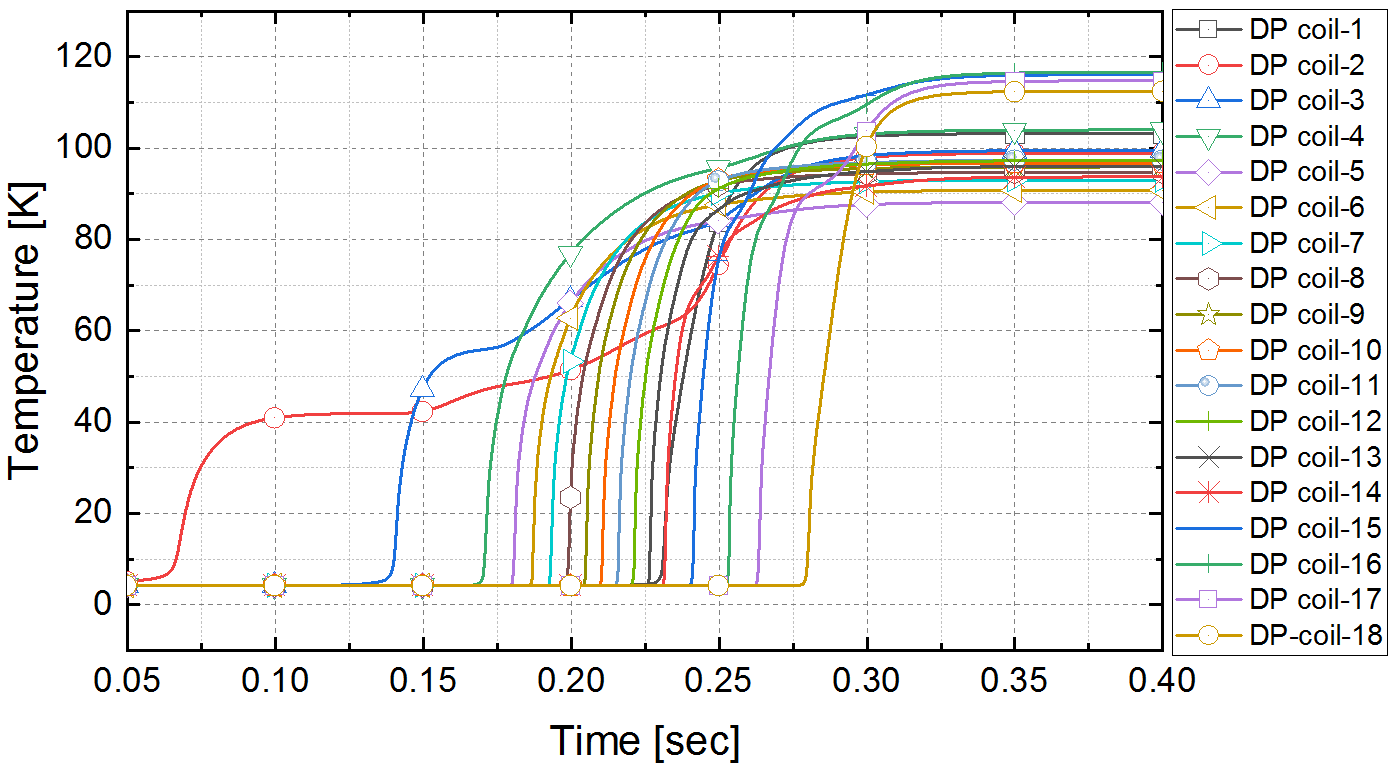 120
100
80
60
40
20
0
Temperature [K]
0.05 0.10 0.15 0.20 0.25 0.30 0.35 0.40
Time [sec]
DP coil-1
DP coil-2
DP coil-3
DP coil-4
DP coil-5
DP coil-6
DP coil-7
DP coil-8
DP coil-9
DP coil-10
DP coil-11
DP coil-12
DP coil-13
DP coil-14
DP coil-15
DP coil-16
DP coil-17
DP-coil-18